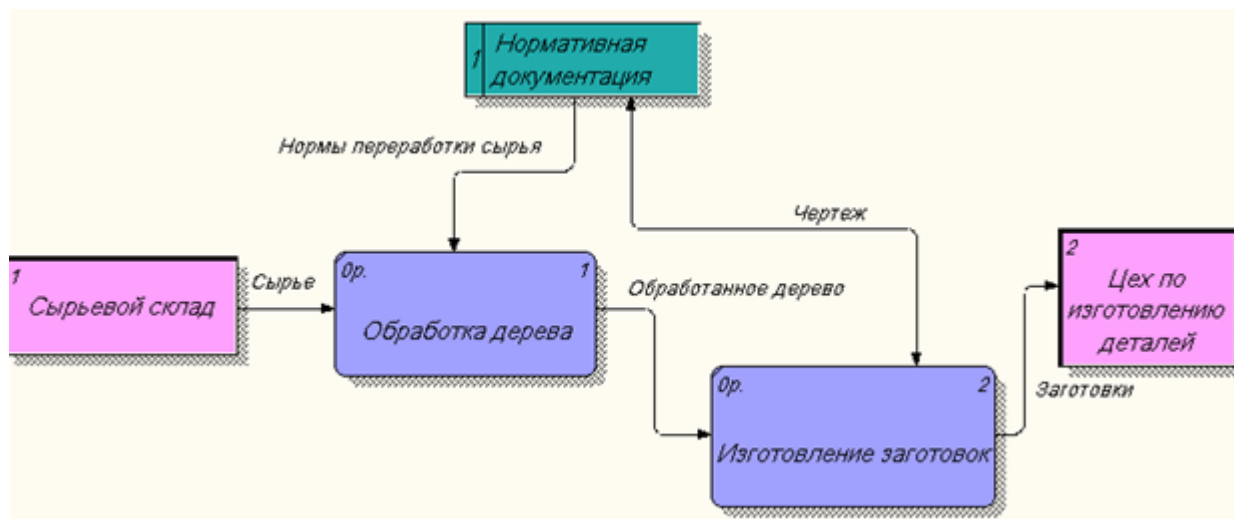 1
Нормативная
документация
Нормы переработки сырья
Чертеж
1
Сырьевой склад
Сырье
0р.
1
Обработка дерева
Обработанное дерево
0р.
2
Изготовление заготовок
Заготовки
2
Цех по
изготовлению
деталей